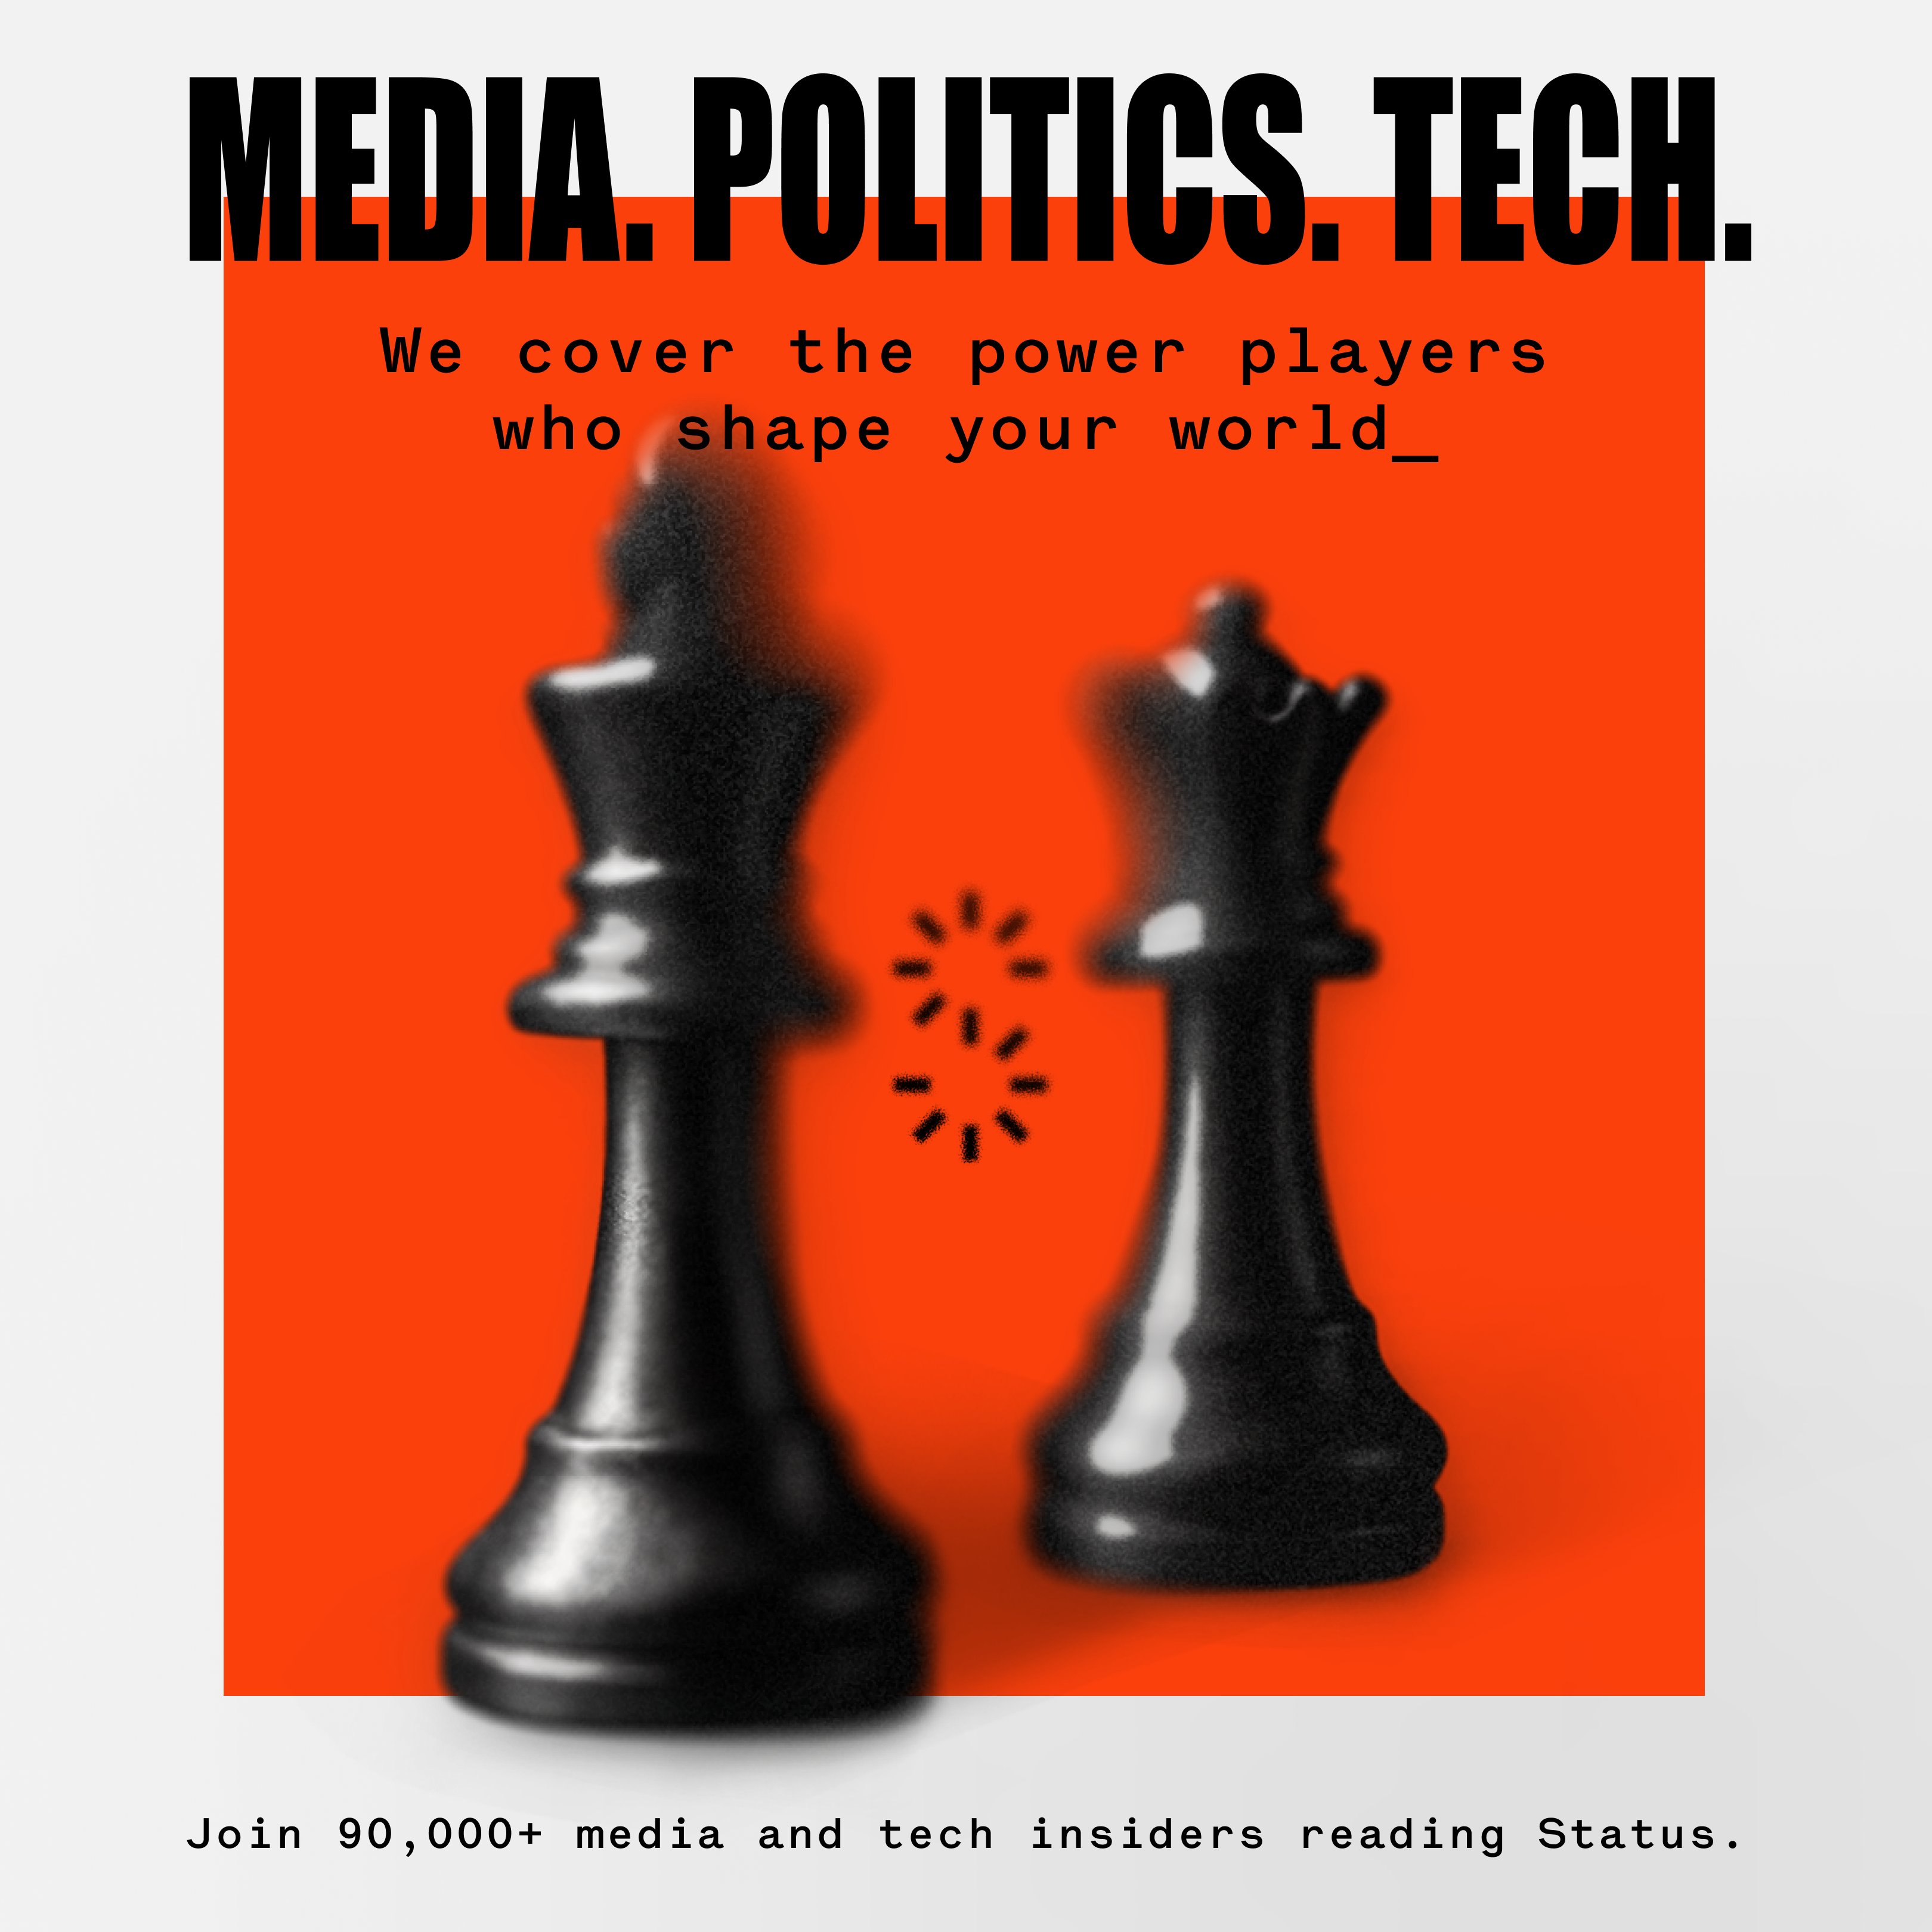 MEDIA. POLITICS. TECH.
We cover the power players
who shape your world_
Join 90,000+ media and tech insiders reading Status.